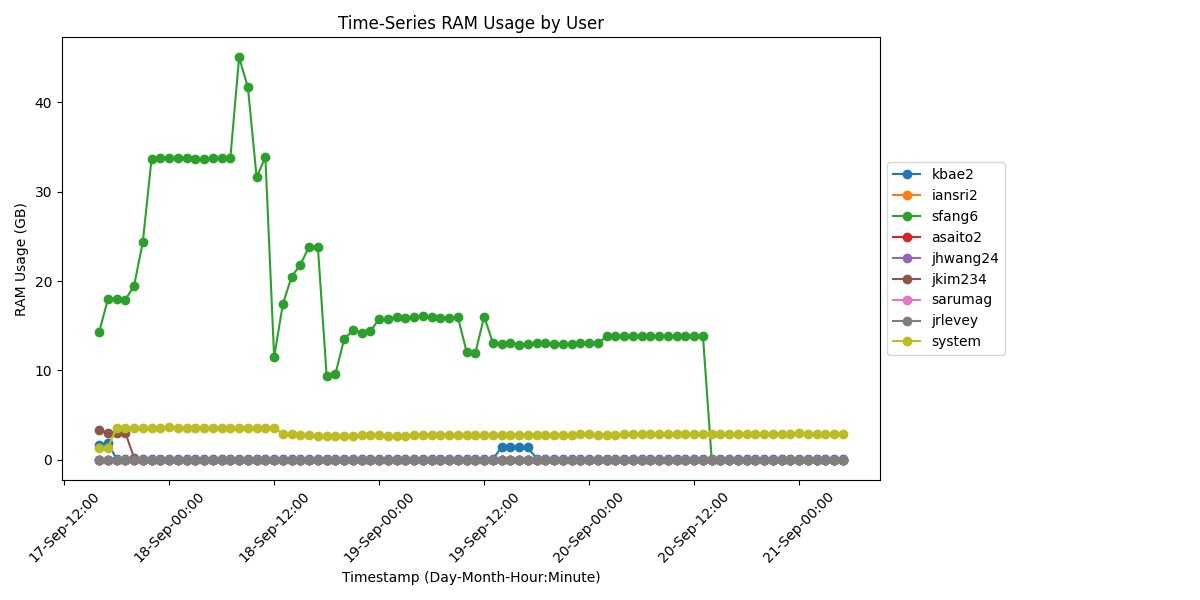 Time-Series RAM Usage by User
RAM Usage (GB)
40
30
20
10
0
17-Sep-12:00
18-Sep-00:00
18-Sep-12:00
19-Sep-00:00
19-Sep-12:00
20-Sep-00:00
20-Sep-12:00
21-Sep-00:00
Timestamp (Day-Month-Hour:Minute)
kbae2
iansri2
sfang6
asaito2
jhwang24
jkim234
sarumag
jrlevey
system